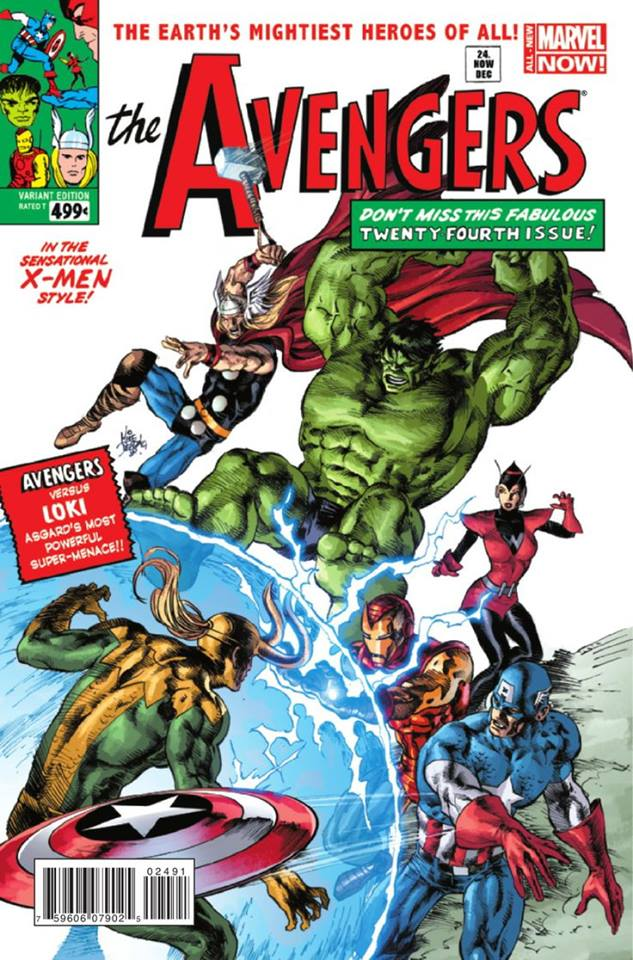 THE EARTH'S MIGHTIEST HEROES OF ALL!
ALL-NEW
MARVEL
NOW!
24.
NOW
DEC
the AVENGERS®
VARIANT EDITION
RATED T
499¢
DON'T MISS THIS FABULOUS
TWENTY-FOURTH ISSUE!
IN THE
SENSATIONAL
X-MEN
STYLE!
AVENGERS
VERSUS
LOKI
ASGARD'S MOST
POWERFUL
SUPER-MENACE!!
02491
7 59606 07902 5